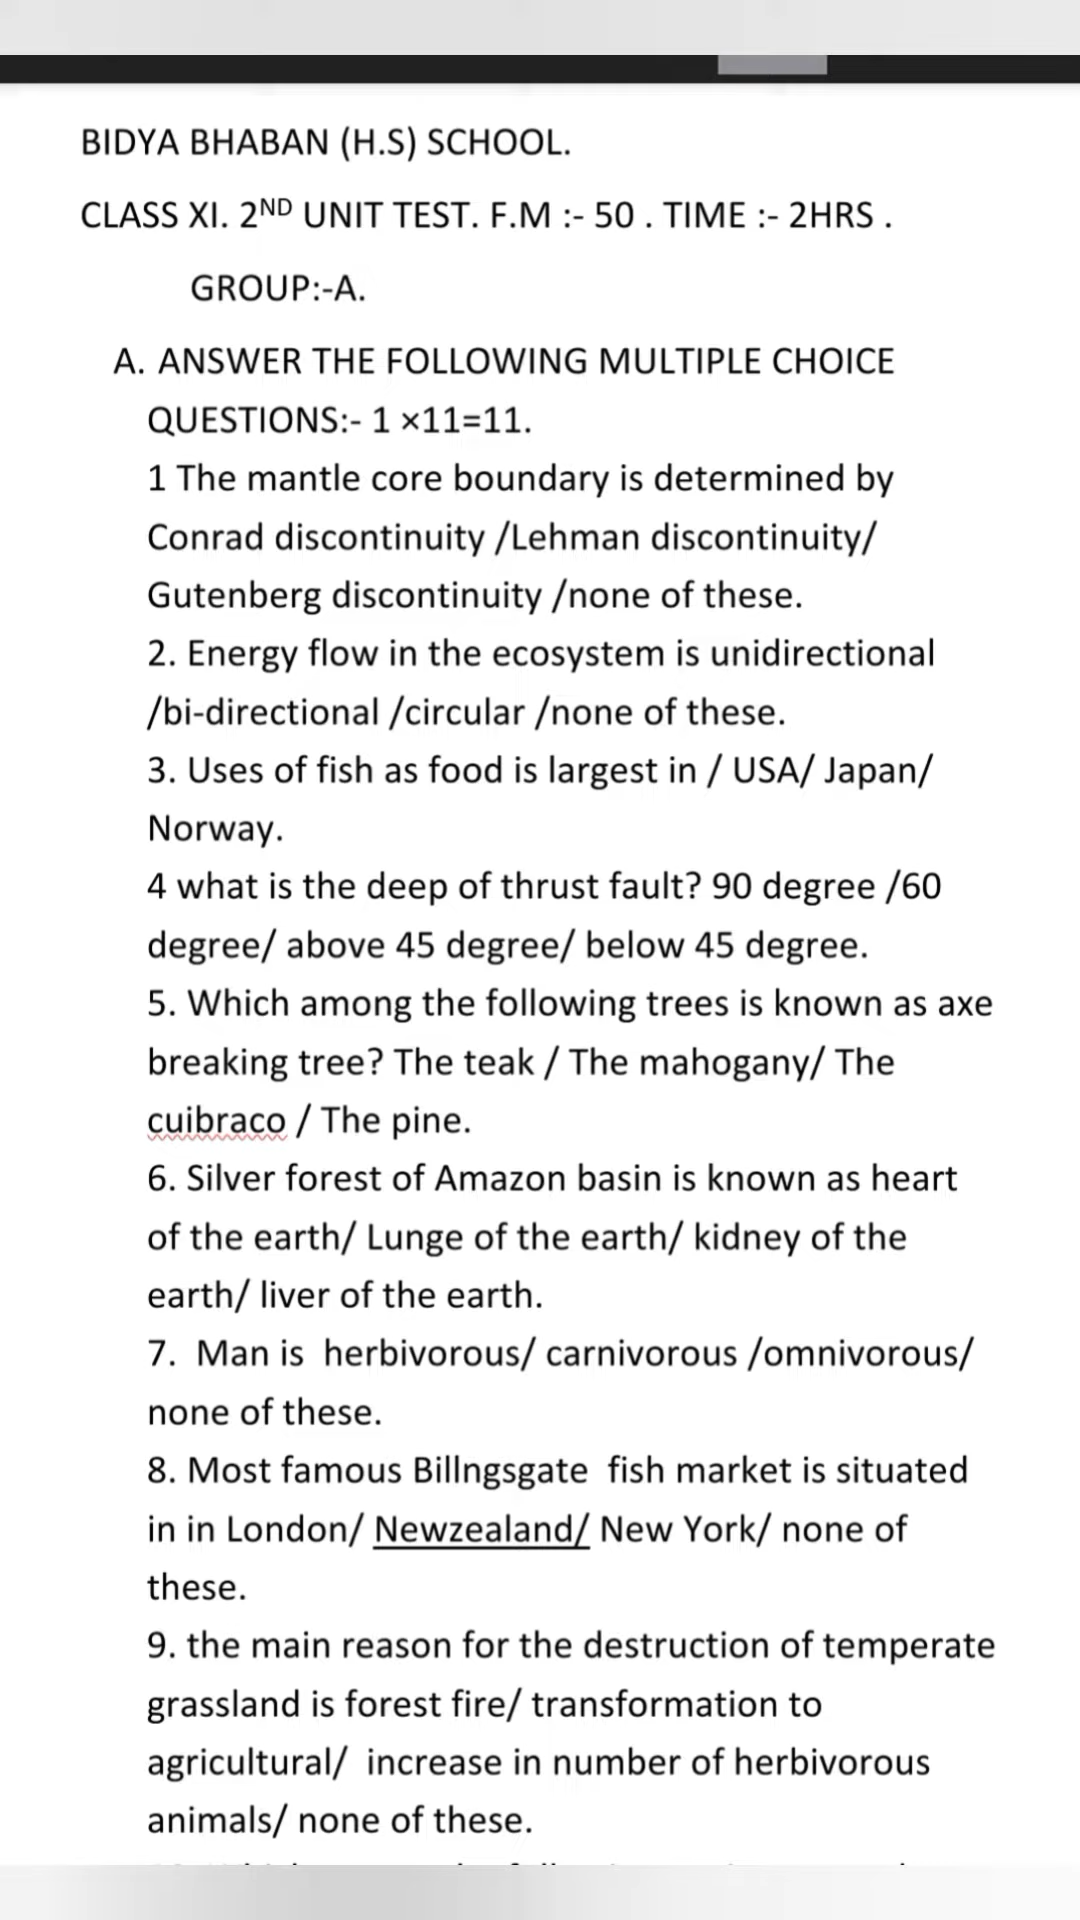 BIDYA BHABAN (H.S) SCHOOL.
CLASS XI. 2ND UNIT TEST. F.M :- 50 . TIME :- 2HRS .
GROUP:-A.
A. ANSWER THE FOLLOWING MULTIPLE CHOICE
QUESTIONS:- 1 ×11=11.
1 The mantle core boundary is determined by
Conrad discontinuity /Lehman discontinuity/
Gutenberg discontinuity /none of these.
2. Energy flow in the ecosystem is unidirectional
/bi-directional /circular /none of these.
3. Uses of fish as food is largest in / USA/ Japan/
Norway.
4 what is the deep of thrust fault? 90 degree /60
degree/ above 45 degree/ below 45 degree.
5. Which among the following trees is known as axe
breaking tree? The teak / The mahogany/ The
cuibraco / The pine.
6. Silver forest of Amazon basin is known as heart
of the earth/ Lunge of the earth/ kidney of the
earth/ liver of the earth.
7.  Man is  herbivorous/ carnivorous /omnivorous/
none of these.
8. Most famous Billngsgate  fish market is situated
in in London/ Newzealand/ New York/ none of
these.
9. the main reason for the destruction of temperate
grassland is forest fire/ transformation to
agricultural/  increase in number of herbivorous
animals/ none of these.